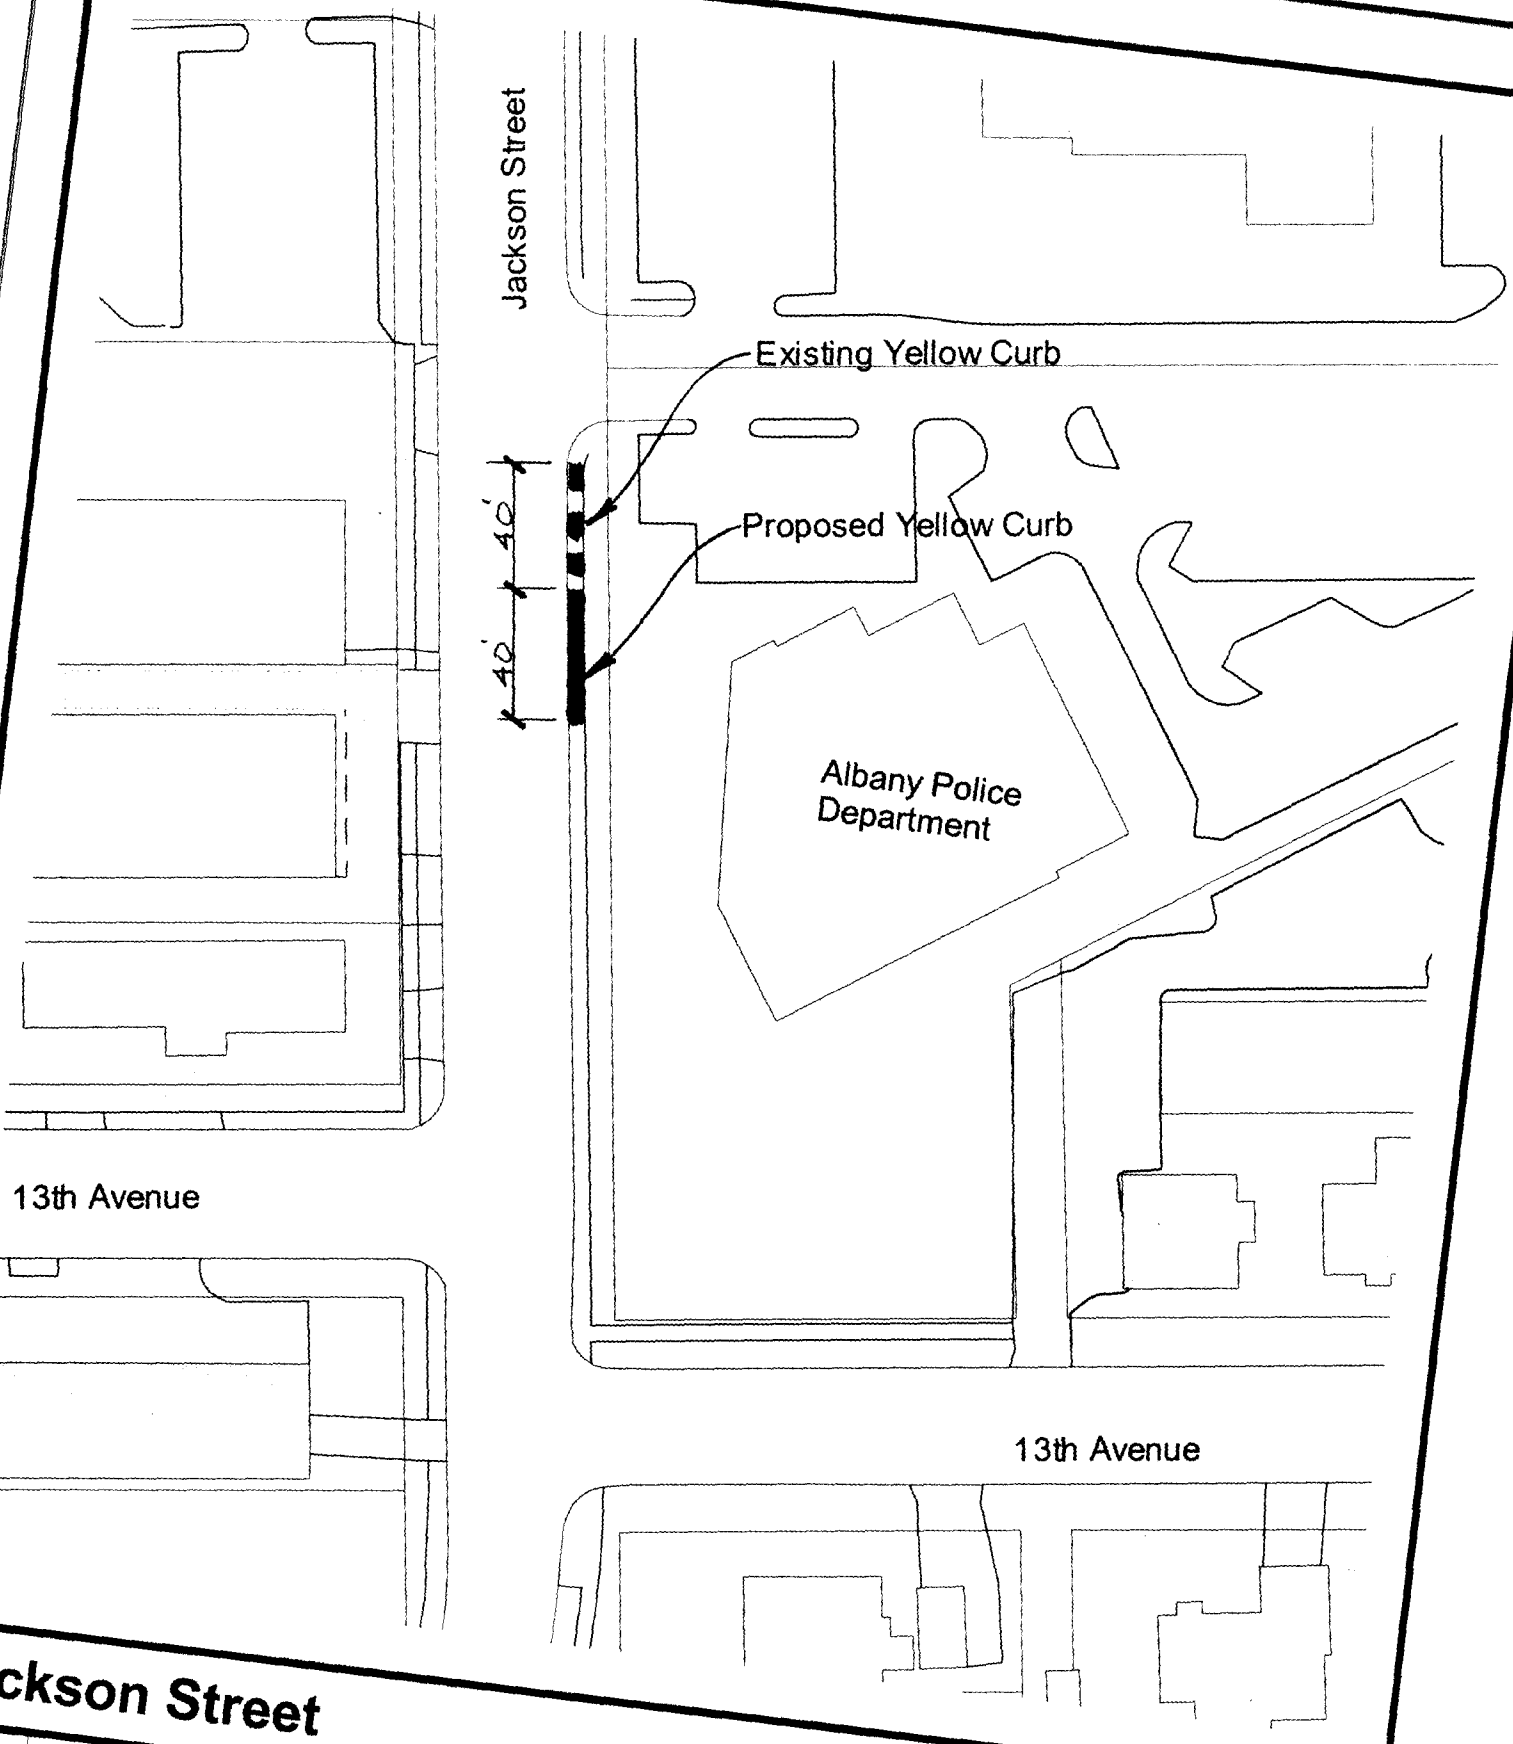 Jackson Street
Existing Yellow Curb
40'
Proposed Yellow Curb
40'
Albany Police
Department
13th Avenue
13th Avenue
ckson Street